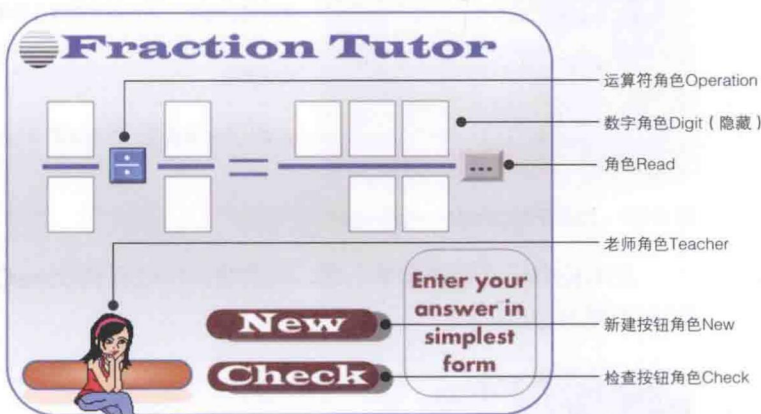 Fraction Tutor
÷
=
...
New
Check
Enter your
answer in
simplest
form
运算符角色Operation
数字角色Digit（隐藏）
角色Read
老师角色Teacher
新建按钮角色New
检查按钮角色Check